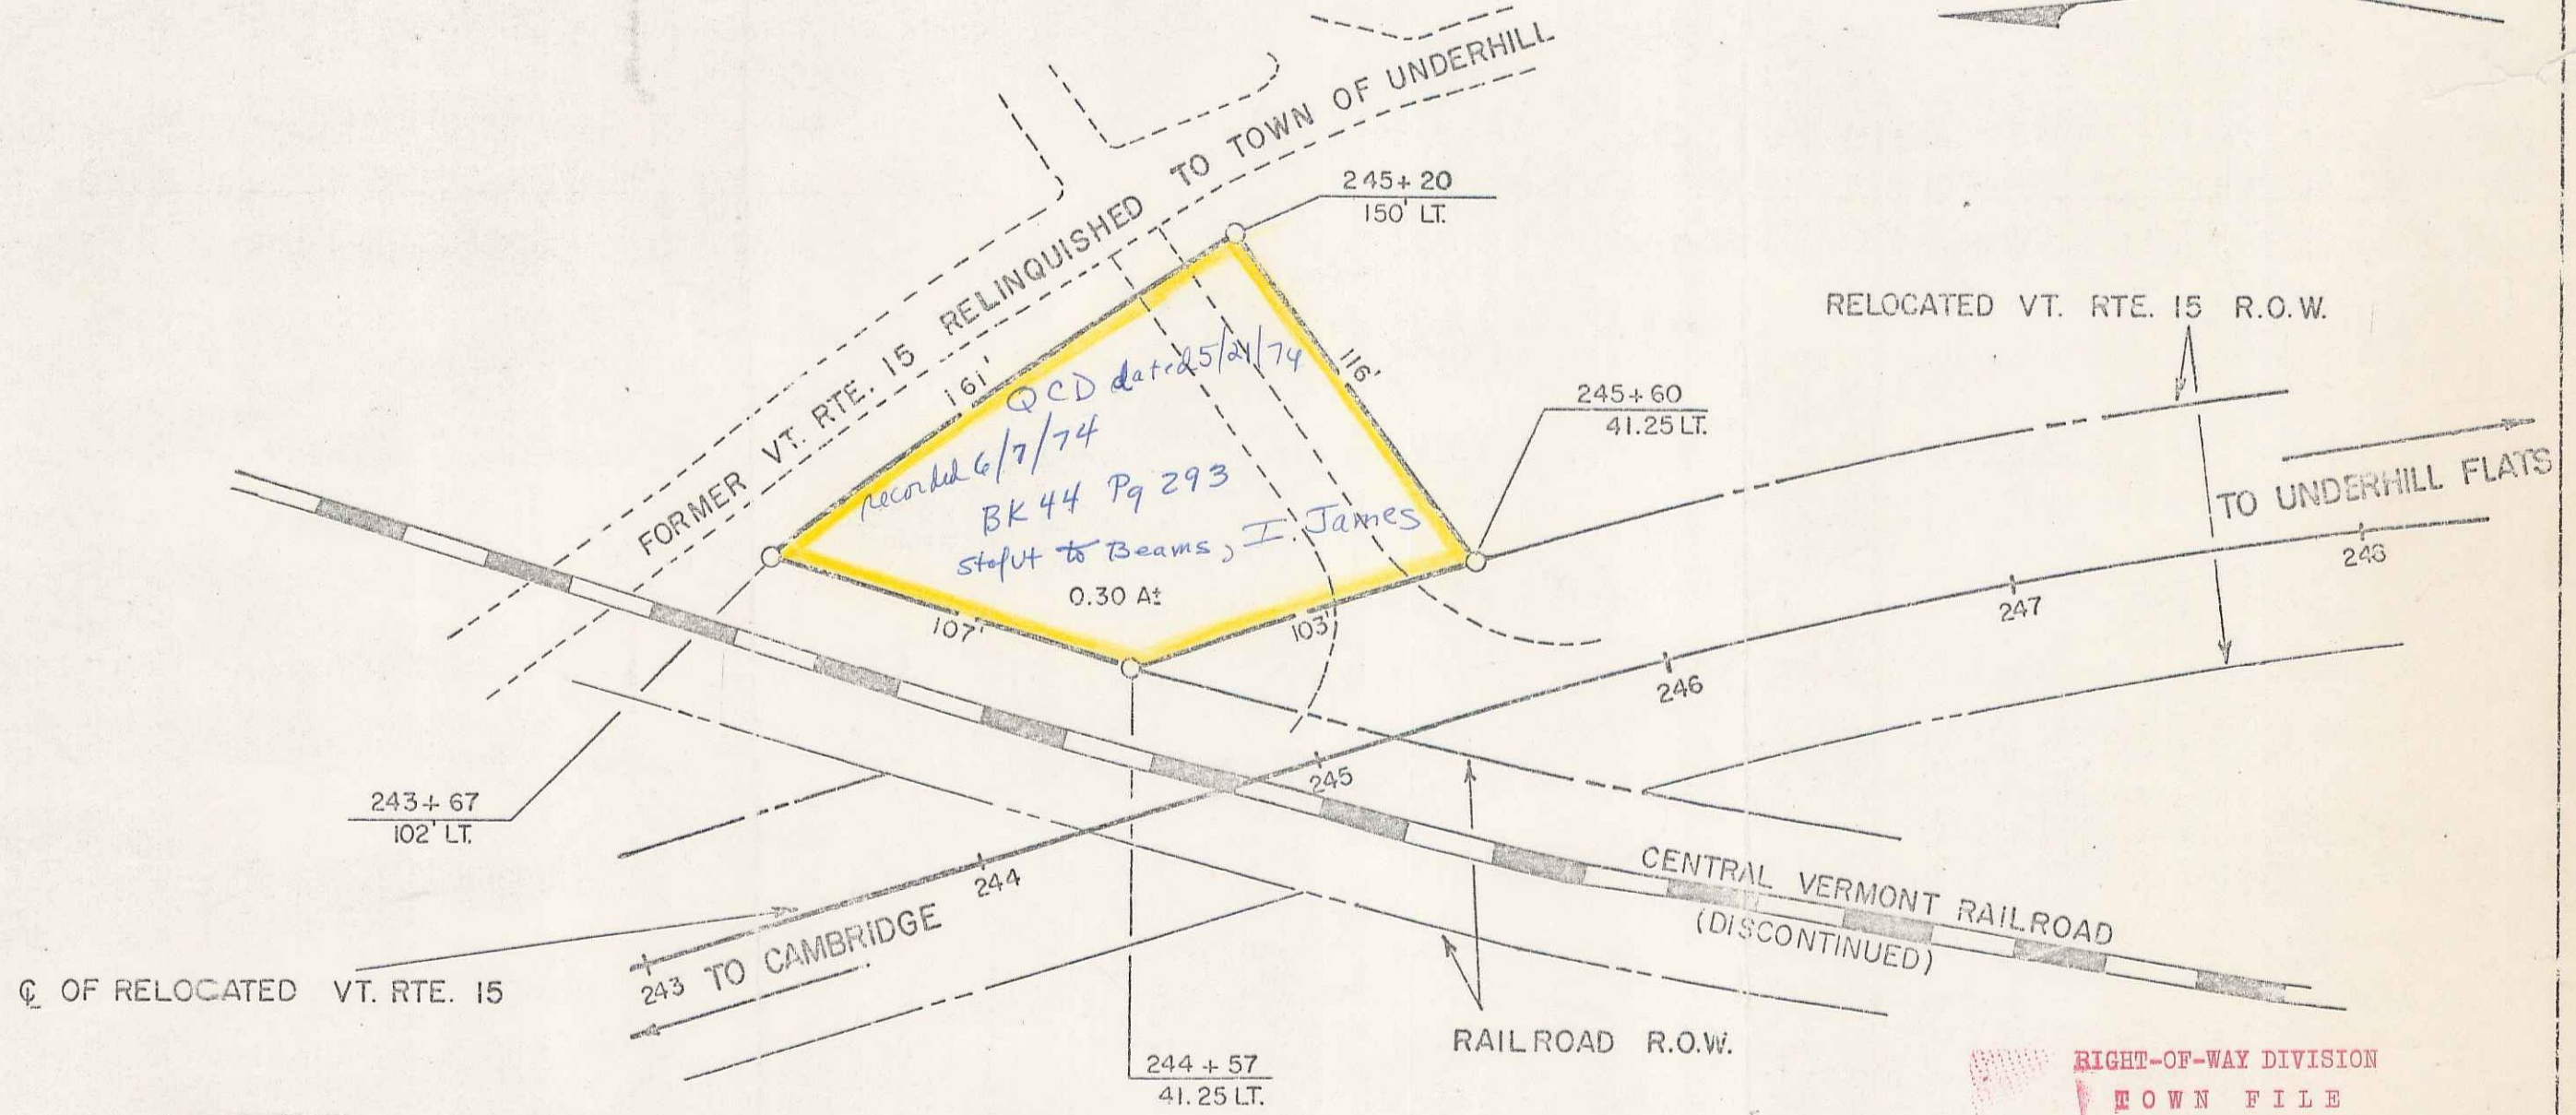 FORMER VT. RTE. 15 RELINQUISHED TO TOWN OF UNDERHILL
245+20
150' LT.
RELOCATED VT. RTE. 15 R.O.W.
161'
116'
QCD dated 5/24/74
recorded 6/7/74
BK 44 Pg 293
St of Vt to Beams, I. James
0.30 A±
107'
103'
245+60
41.25 LT.
TO UNDERHILL FLATS
248
247
246
245
244
243
243+67
102' LT.
TO CAMBRIDGE
CENTRAL VERMONT RAILROAD
(DISCONTINUED)
℄ OF RELOCATED VT. RTE. 15
RAILROAD R.O.W.
244+57
41.25 LT.
RIGHT-OF-WAY DIVISION
TOWN FILE